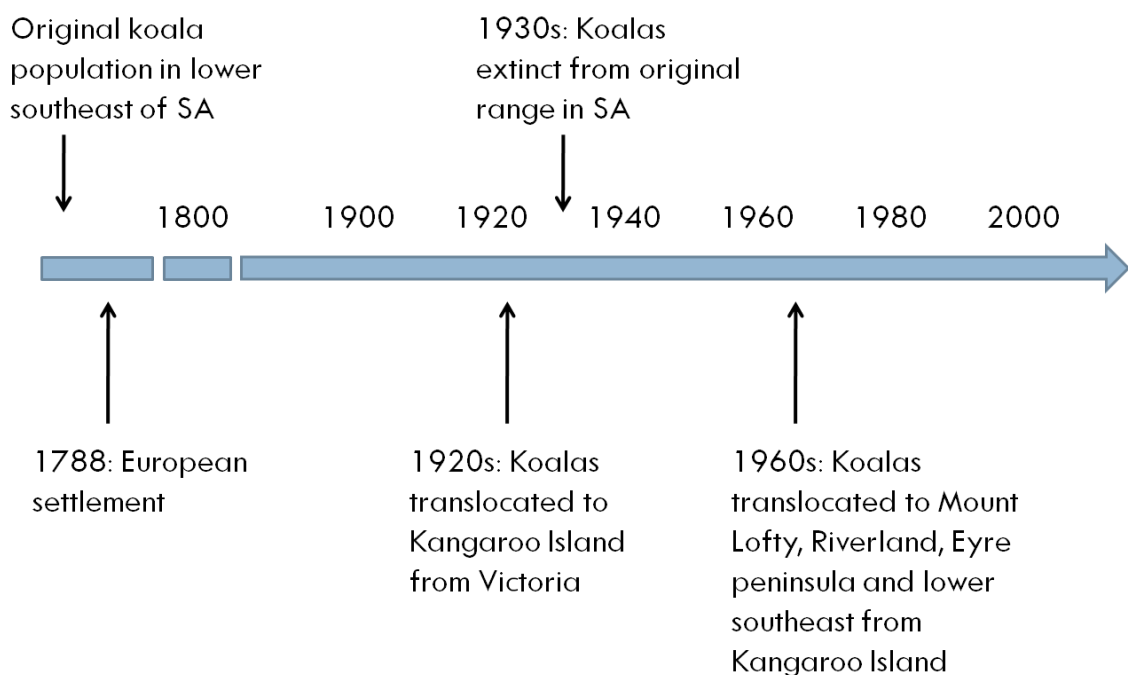 Original koala
population in lower
southeast of SA
1930s: Koalas
extinct from original
range in SA
1800 1900 1920 1940 1960 1980 2000
1788: European
settlement
1920s: Koalas
translocated to
Kangaroo Island
from Victoria
1960s: Koalas
translocated to Mount
Lofty, Riverland, Eyre
peninsula and lower
southeast from
Kangaroo Island